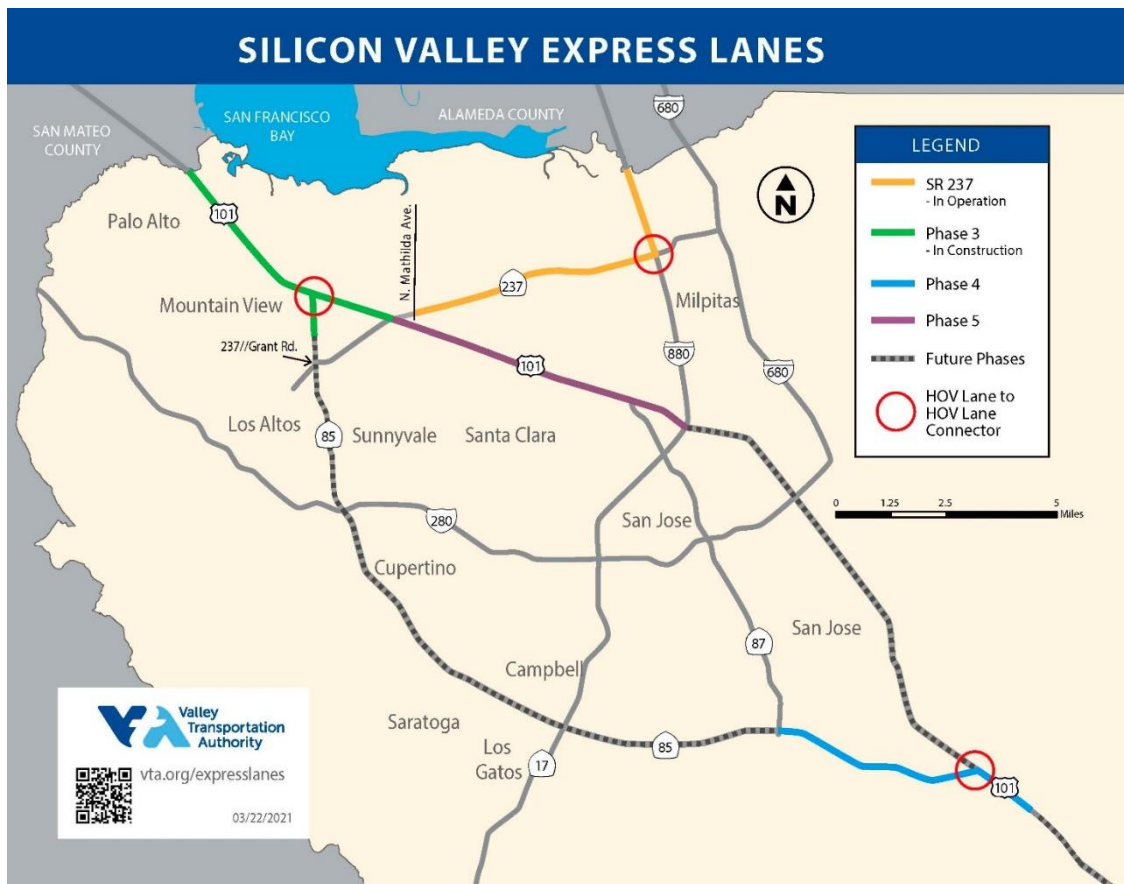 SILICON VALLEY EXPRESS LANES
SAN MATEO
COUNTY
SAN FRANCISCO
BAY
ALAMEDA COUNTY
680
LEGEND
SR 237
- In Operation
Phase 3
- In Construction
Phase 4
Phase 5
Future Phases
HOV Lane to
HOV Lane
Connector
N
101
Palo Alto
N. Mathilda Ave.
237
Mountain View
Milpitas
237//Grant Rd.
880
101
680
Los Altos
85
Sunnyvale
Santa Clara
0
1.25
2.5
5
Miles
280
San Jose
Cupertino
San Jose
87
Campbell
Saratoga
Los
Gatos
17
85
101
VTA
Valley
Transportation
Authority
vta.org/expresslanes
03/22/2021